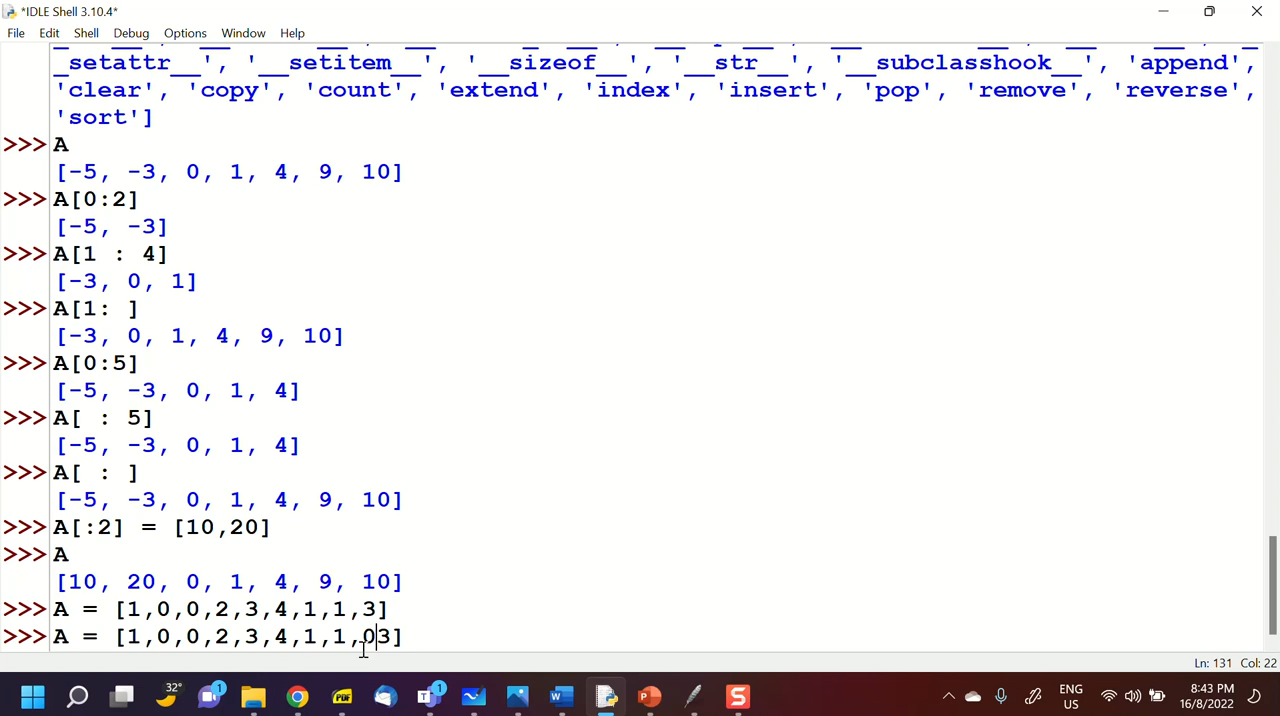 *IDLE Shell 3.10.4*
File Edit Shell Debug Options Window Help
_setattr__', '__setitem__', '__sizeof__', '__str__', '__subclasshook__', 'append',
'clear', 'copy', 'count', 'extend', 'index', 'insert', 'pop', 'remove', 'reverse',
'sort']
>>> A
[-5, -3, 0, 1, 4, 9, 10]
>>> A[0:2]
[-5, -3]
>>> A[1 : 4]
[-3, 0, 1]
>>> A[1: ]
[-3, 0, 1, 4, 9, 10]
>>> A[0:5]
[-5, -3, 0, 1, 4]
>>> A[ : 5]
[-5, -3, 0, 1, 4]
>>> A[ : ]
[-5, -3, 0, 1, 4, 9, 10]
>>> A[:2] = [10,20]
>>> A
[10, 20, 0, 1, 4, 9, 10]
>>> A = [1,0,0,2,3,4,1,1,3]
>>> A = [1,0,0,2,3,4,1,1,03]
Ln: 131 Col: 22
32°
1
PDF
1
ENG
US
8:43 PM
16/8/2022